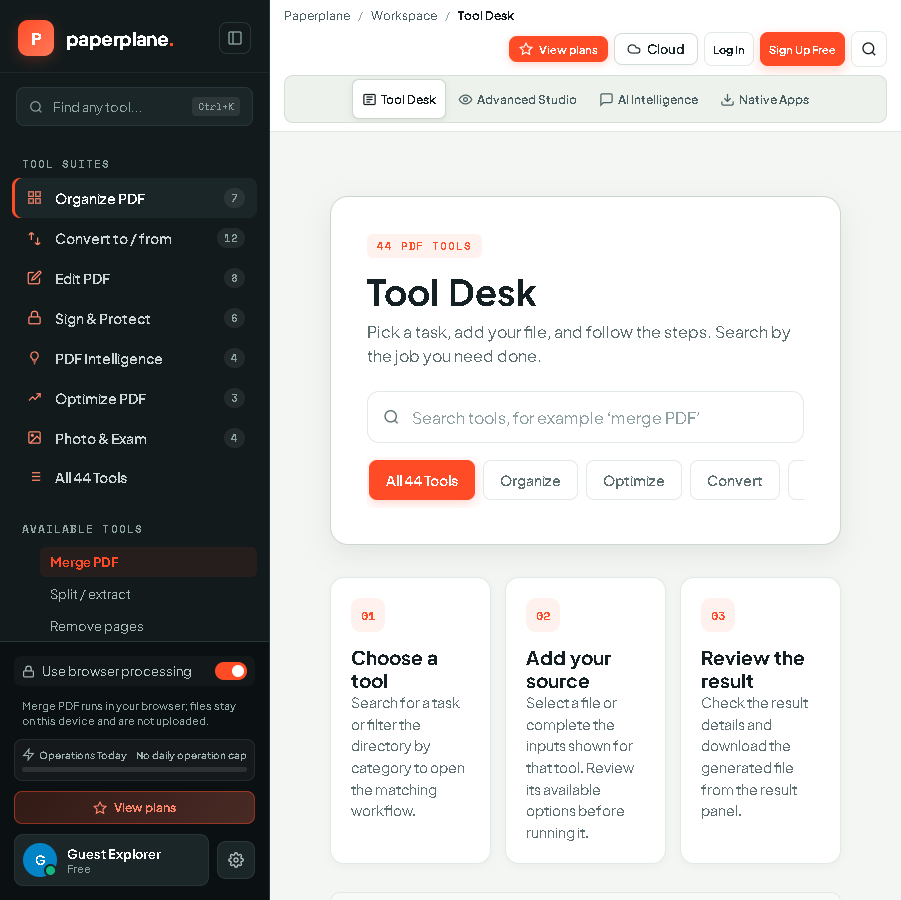 P paperplane.
Find any tool... Ctrl+K
TOOL SUITES
Organize PDF 7
Convert to / from 12
Edit PDF 8
Sign & Protect 6
PDF Intelligence 4
Optimize PDF 3
Photo & Exam 4
All 44 Tools
AVAILABLE TOOLS
Merge PDF
Split / extract
Remove pages
Use browser processing
Merge PDF runs in your browser; files stay
on this device and are not uploaded.
Operations Today No daily operation cap
View plans
G Guest Explorer
Free
Paperplane / Workspace / Tool Desk
View plans Cloud Log In Sign Up Free
Tool Desk Advanced Studio AI Intelligence Native Apps
44 PDF TOOLS
Tool Desk
Pick a task, add your file, and follow the steps. Search by
the job you need done.
Search tools, for example ‘merge PDF’
All 44 Tools Organize Optimize Convert
01
Choose a
tool
Search for a task
or filter the
directory by
category to open
the matching
workflow.
02
Add your
source
Select a file or
complete the
inputs shown for
that tool. Review
its available
options before
running it.
03
Review the
result
Check the result
details and
download the
generated file
from the result
panel.